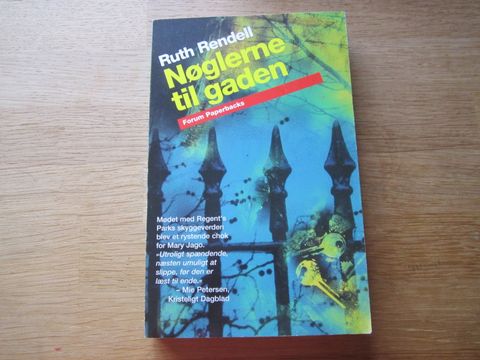 Ruth Rendell
Nøglerne
til gaden
Forum Paperbacks
Mødet med Regent's
Parks skyggeverden
blev et rystende chok
for Mary Jago.
»Utroligt spændende,
næsten umuligt at
slippe, før den er
læst til ende.«
– Mie Petersen,
Kristeligt Dagblad